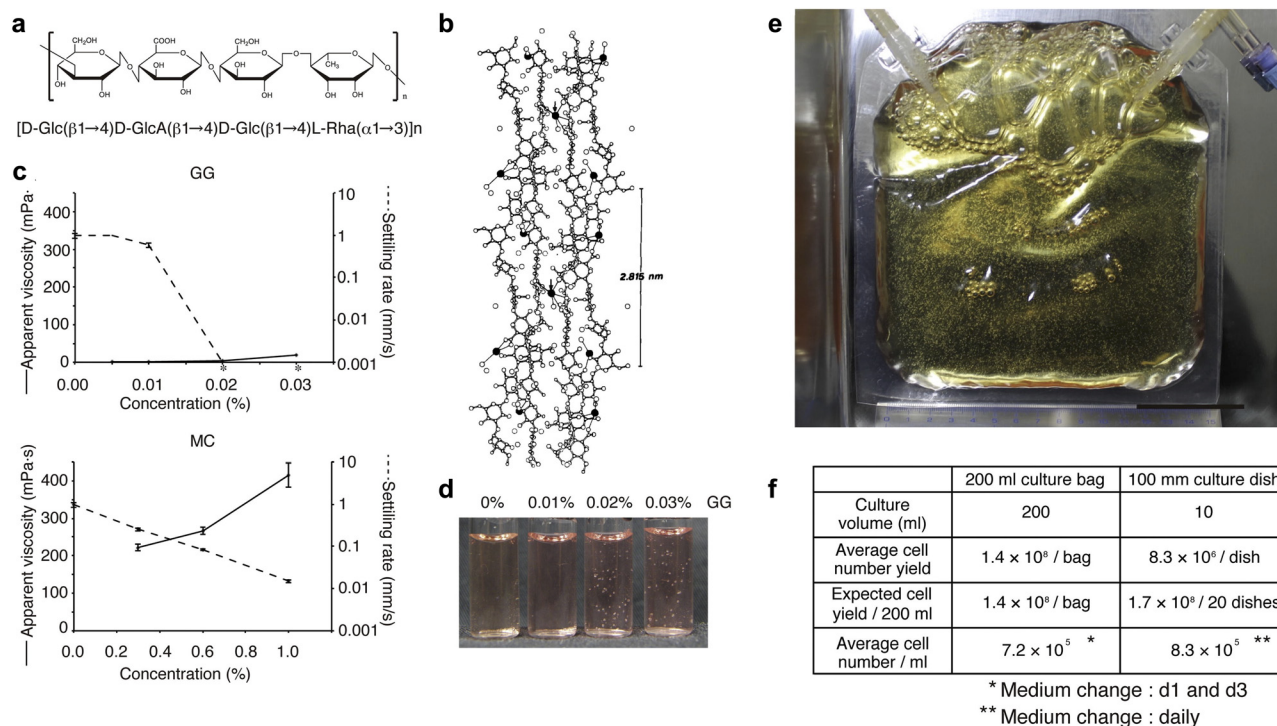 a
CH₂OH
COOH
CH₂OH
O
O
O
O
OH
OH
OH
OH
OH
OH
OH
CH₃
OH
OH
n
[D-Glc(β1→4)D-GlcA(β1→4)D-Glc(β1→4)L-Rha(α1→3)]n
b
2.815 nm
c
GG
Apparent viscosity (mPa·
Settiling rate (mm/s)
400
300
200
100
0
10
1
0.1
0.01
0.001
0.00
0.01
0.02
0.03
*
*
Concentration (%)
MC
Apparent viscosity (mPa·s)
Settiling rate (mm/s)
400
300
200
100
0
10
1
0.1
0.01
0.001
0.0
0.2
0.4
0.6
0.8
1.0
Concentration (%)
d
0% 0.01% 0.02% 0.03% GG
e
f
200 ml culture bag 100 mm culture dish
Culture volume (ml) 200 10
Average cell number yield 1.4 × 10⁸ / bag 8.3 × 10⁶ / dish
Expected cell yield / 200 ml 1.4 × 10⁸ / bag 1.7 × 10⁸ / 20 dishes
Average cell number / ml 7.2 × 10⁵ * 8.3 × 10⁵ **
* Medium change : d1 and d3
** Medium change : daily